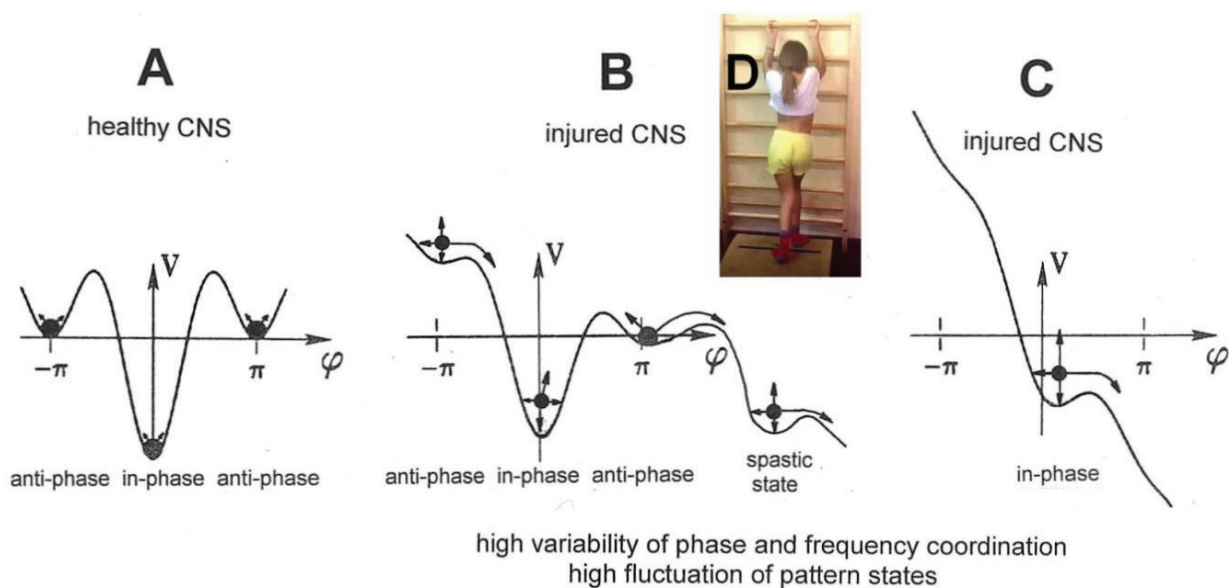 A
healthy CNS
V
−π
π
φ
anti-phase
in-phase
anti-phase
B
injured CNS
V
−π
π
φ
anti-phase
in-phase
anti-phase
spastic
state
D
C
injured CNS
V
−π
π
φ
in-phase
high variability of phase and frequency coordination
high fluctuation of pattern states